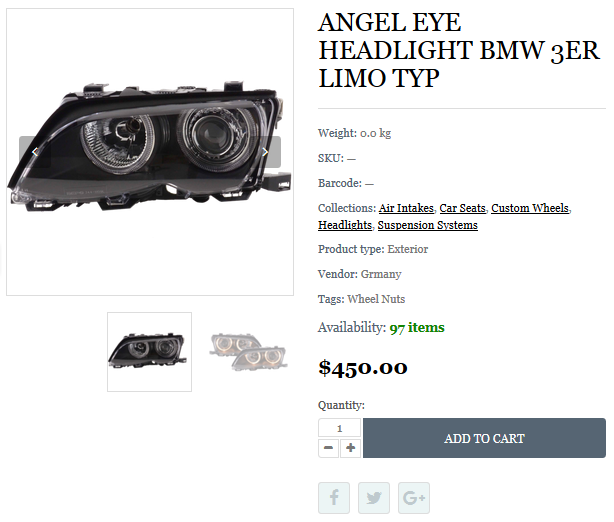 ANGEL EYE
HEADLIGHT BMW 3ER
LIMO TYP
Weight: 0.0 kg
SKU: —
Barcode: —
Collections: Air Intakes, Car Seats, Custom Wheels,
Headlights, Suspension Systems
Product type: Exterior
Vendor: Grmany
Tags: Wheel Nuts
Availability: 97 items
$450.00
Quantity:
1
ADD TO CART